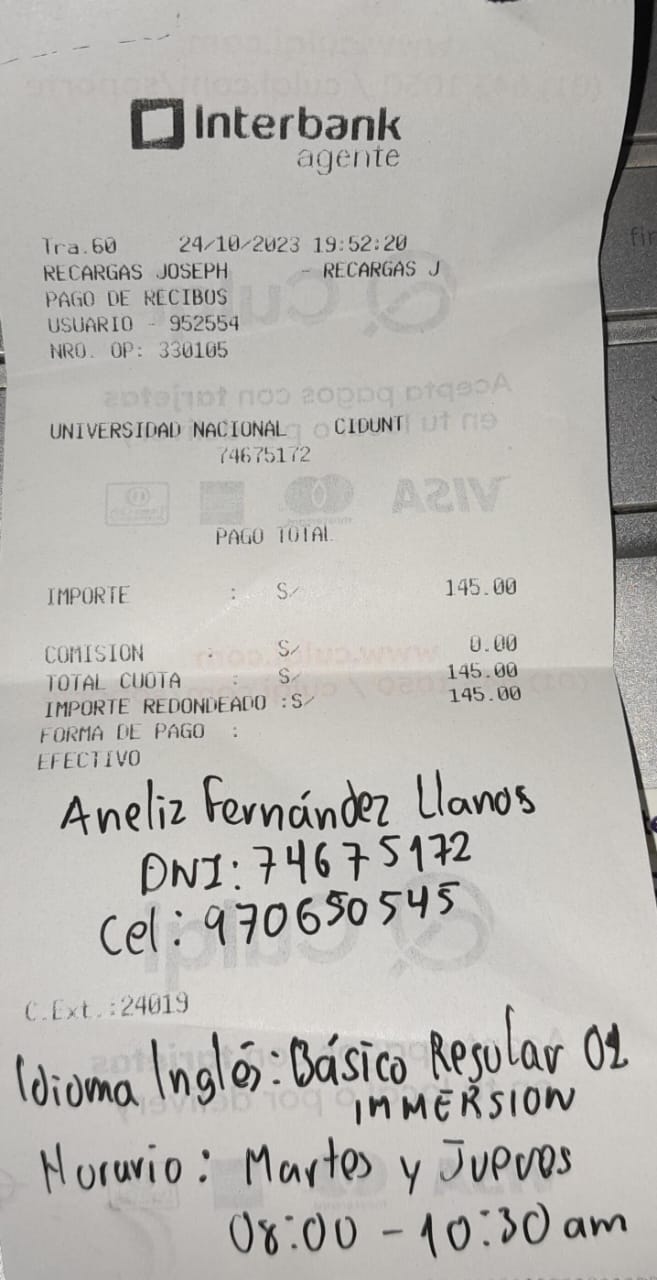 Interbank
agente
Tra.60 24/10/2023 19:52:20
RECARGAS JOSEPH - RECARGAS J
PAGO DE RECIBOS
USUARIO - 952554
NRO. OP: 330105
UNIVERSIDAD NACIONAL CIDUNT
74675172
PAGO TOTAL
IMPORTE : S/ 145.00
COMISION : S/ 0.00
TOTAL CUOTA : S/ 145.00
IMPORTE REDONDEADO :S/ 145.00
FORMA DE PAGO :
EFECTIVO
Aneliz Fernández Llanos
DNI: 74675172
Cel: 970650545
C.Ext.:24019
Idioma Inglés: Básico Regular 01
IMMERSION
Horario: Martes y Jueves
08:00 - 10:30 am